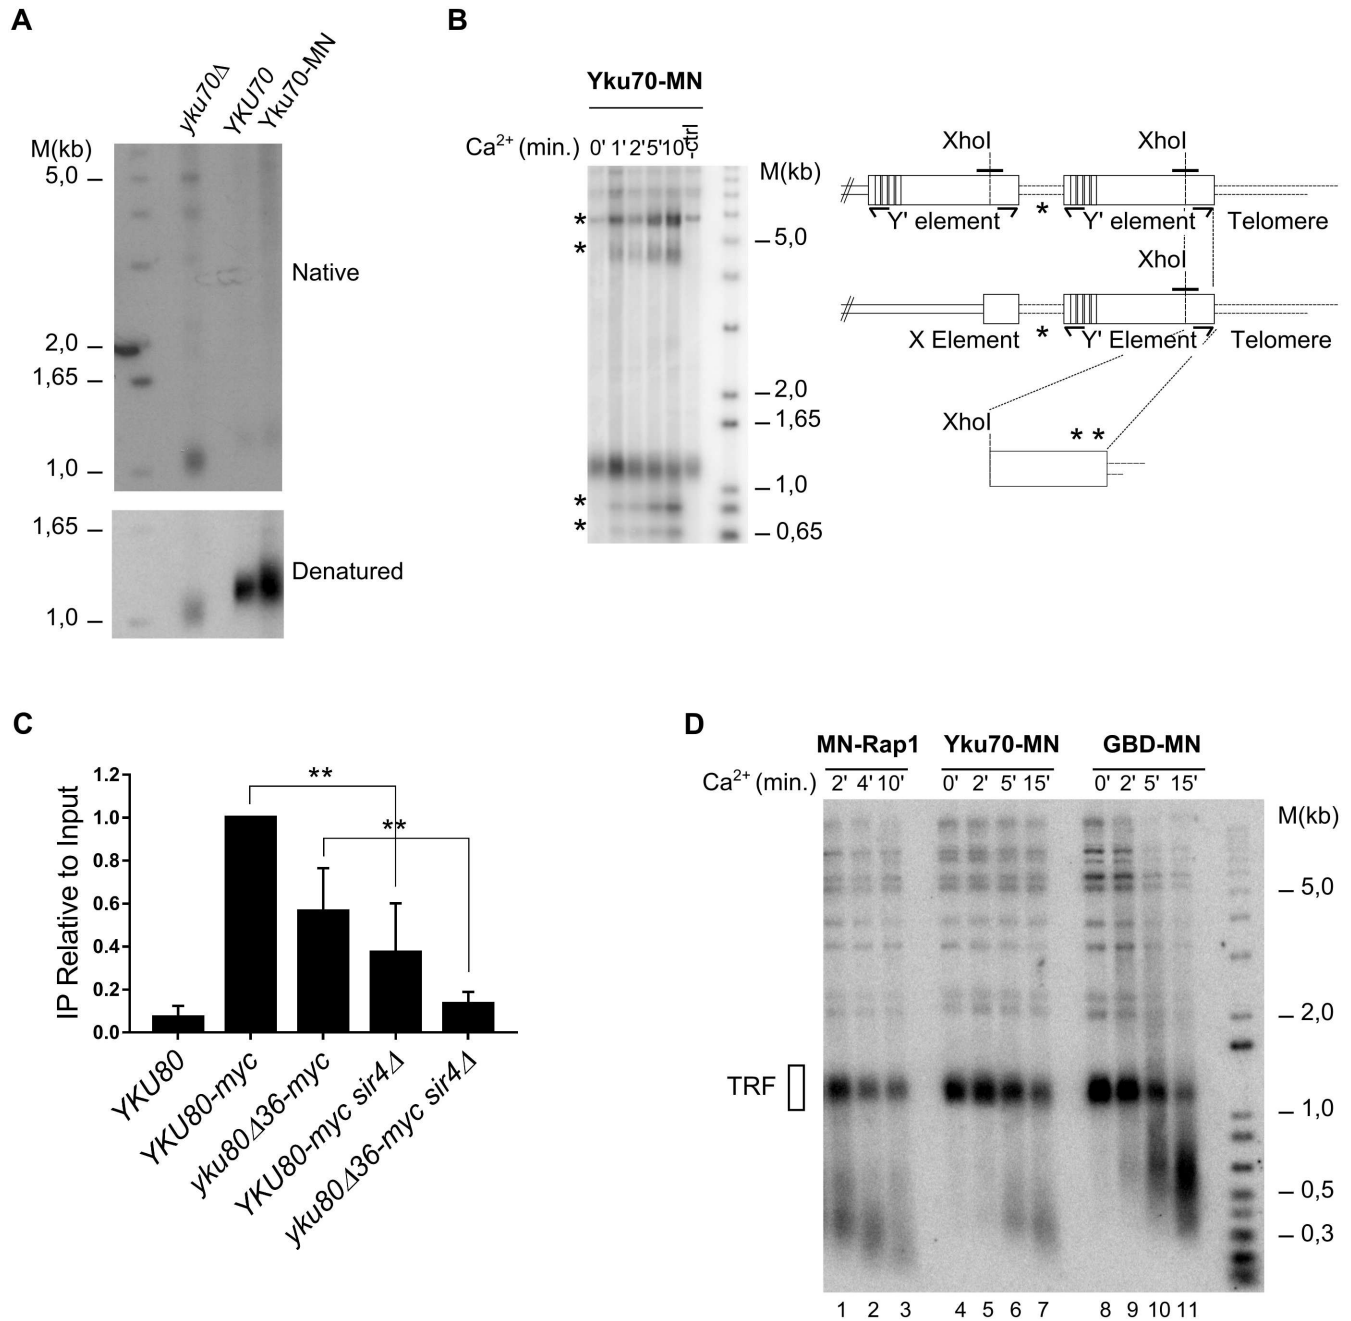 A
yku70Δ
YKU70
Yku70-MN
M(kb)
5,0
2,0
1,65
1,0
Native
1,65
1,0
Denatured
B
Yku70-MN
Ca2+ (min.) 0' 1' 2' 5' 10' -ctrl
M(kb)
*
*
*
*
5,0
2,0
1,65
1,0
0,65
XhoI XhoI
Y' element * Y' element Telomere
XhoI
X Element * Y' Element Telomere
XhoI
* *
C
IP Relative to Input
1.2
1.0
0.8
0.6
0.4
0.2
0.0
**
**
YKU80
YKU80-myc
yku80Δ36-myc
YKU80-myc sir4Δ
yku80Δ36-myc sir4Δ
D
MN-Rap1 Yku70-MN GBD-MN
Ca2+ (min.) 2' 4' 10' 0' 2' 5' 15' 0' 2' 5' 15'
M(kb)
5,0
2,0
TRF
1,0
0,5
0,3
1 2 3 4 5 6 7 8 9 10 11